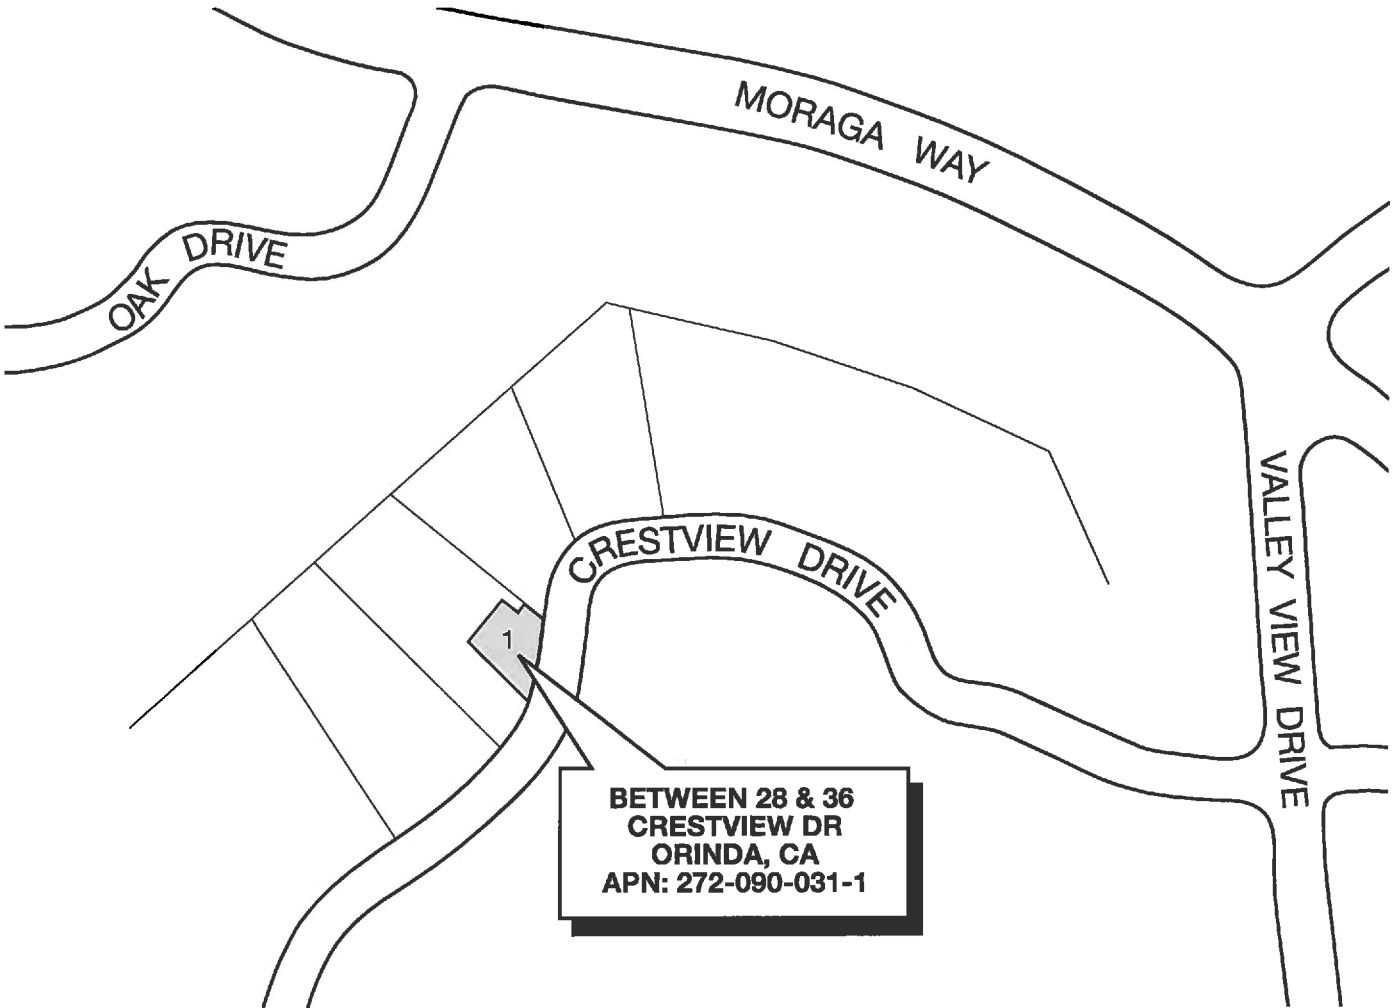 MORAGA WAY
OAK DRIVE
CRESTVIEW DRIVE
VALLEY VIEW DRIVE
1
BETWEEN 28 & 36
CRESTVIEW DR
ORINDA, CA
APN: 272-090-031-1